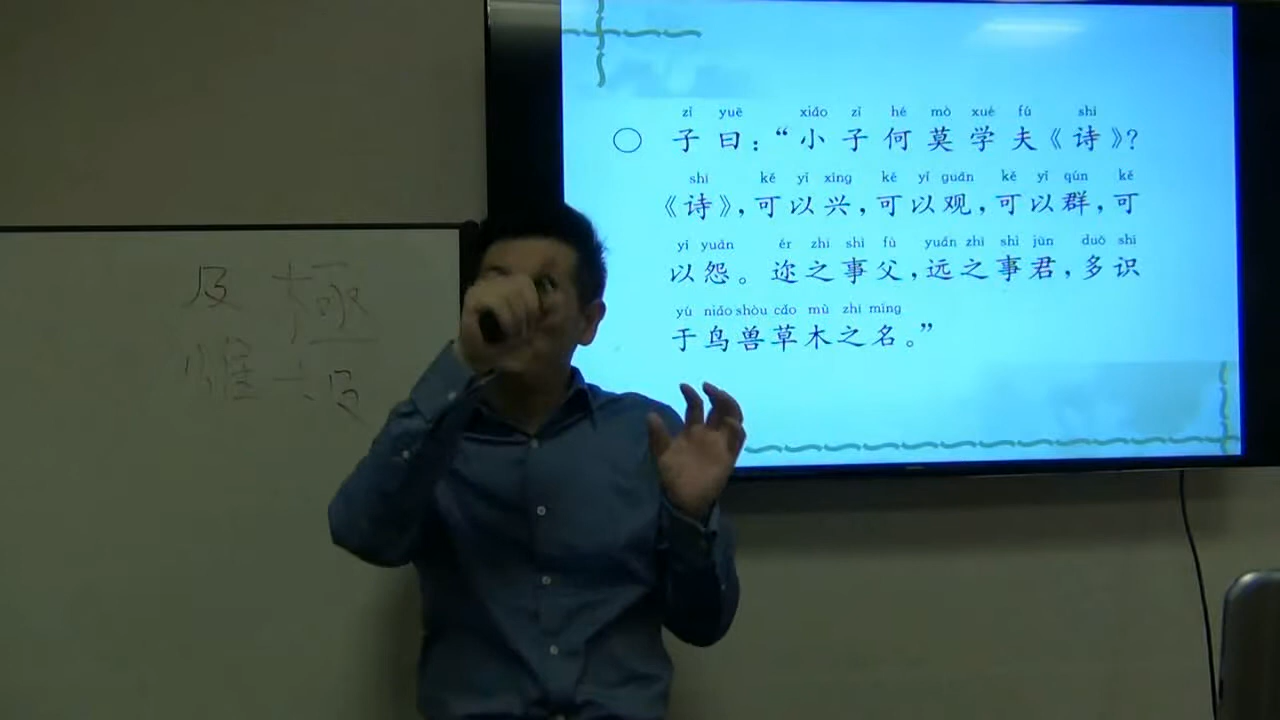 zǐ yuē xiǎo zǐ hé mò xué fú shī
○ 子曰：“小子何莫学夫《诗》？
shī kě yǐ xīng kě yǐ guān kě yǐ qún kě
《诗》，可以兴，可以观，可以群，可
yǐ yuàn ěr zhī shì fù yuǎn zhī shì jūn duō shí
以怨。迩之事父，远之事君，多识
yú niǎo shòu cǎo mù zhī míng
于鸟兽草木之名。”
及 極